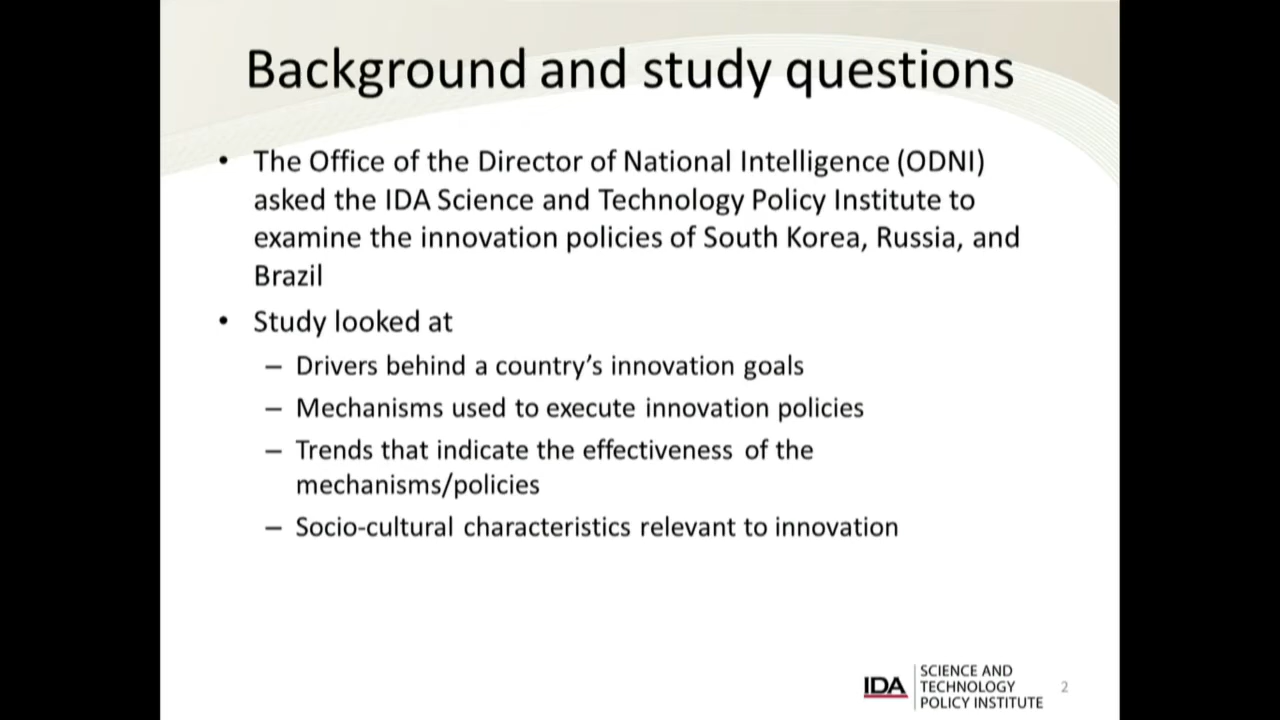 Background and study questions
• The Office of the Director of National Intelligence (ODNI)
asked the IDA Science and Technology Policy Institute to
examine the innovation policies of South Korea, Russia, and
Brazil
• Study looked at
– Drivers behind a country’s innovation goals
– Mechanisms used to execute innovation policies
– Trends that indicate the effectiveness of the
mechanisms/policies
– Socio-cultural characteristics relevant to innovation
IDA
SCIENCE AND
TECHNOLOGY
POLICY INSTITUTE
2